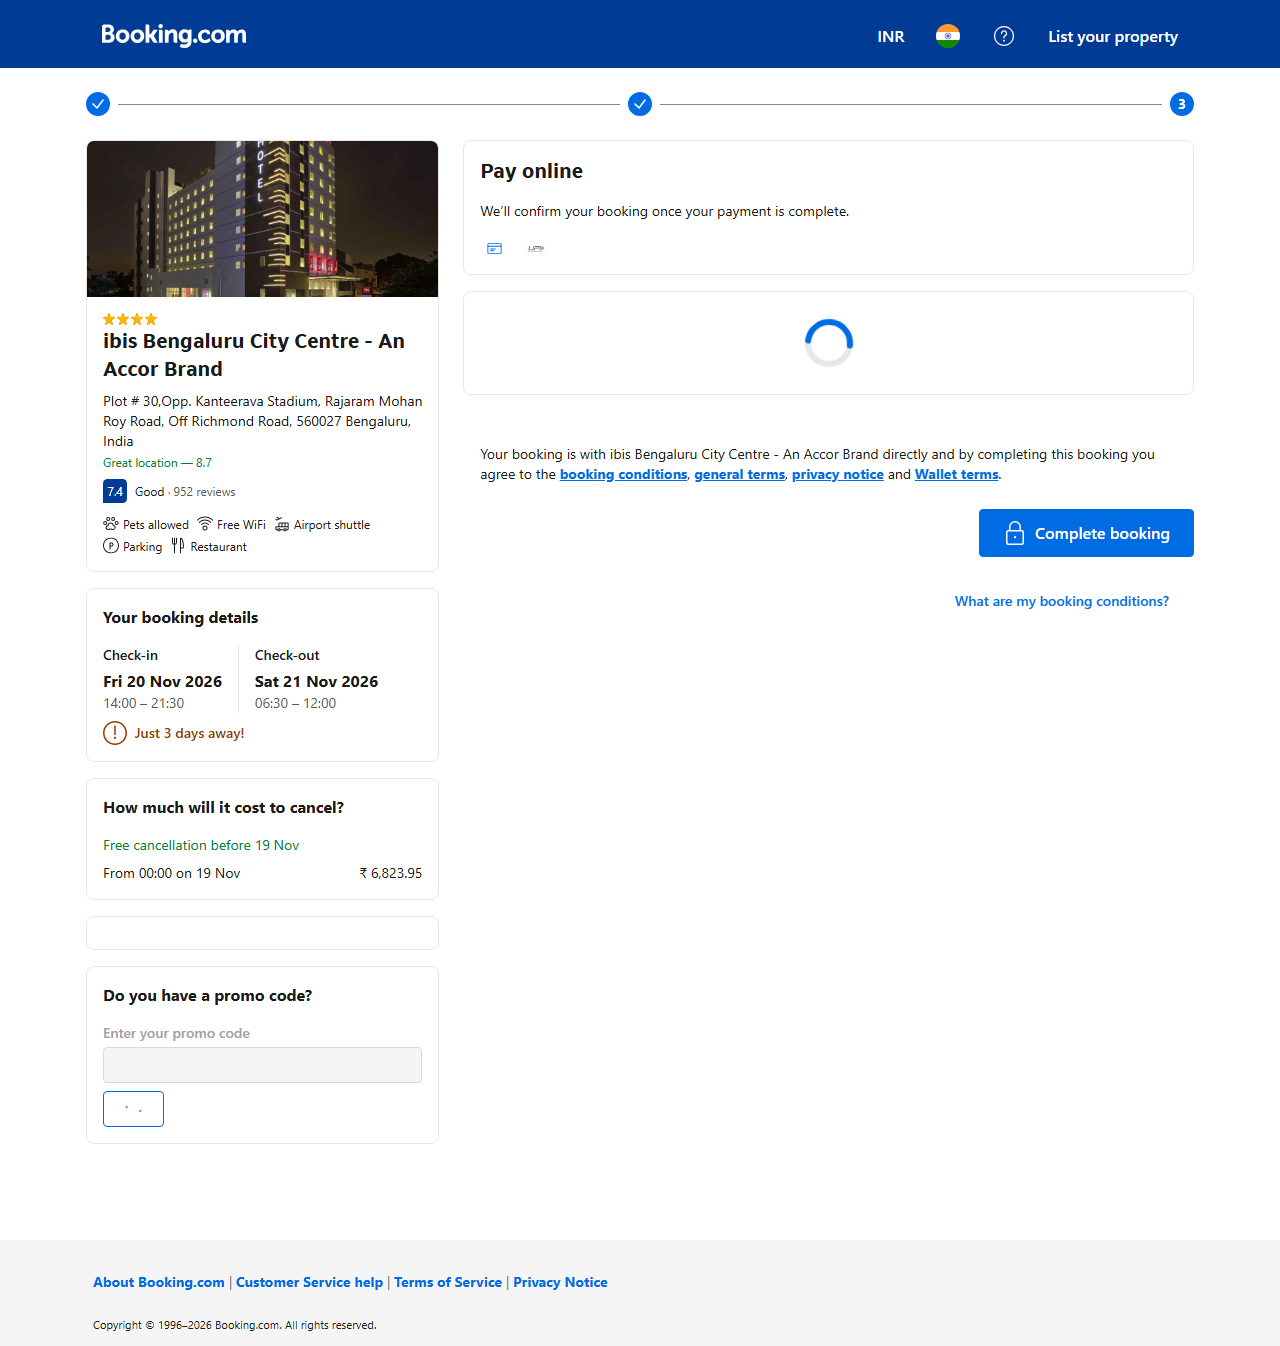 Booking.com
INR
List your property
3
HOTEL
ibis Bengaluru City Centre - An
Accor Brand
Plot # 30,Opp. Kanteerava Stadium, Rajaram Mohan
Roy Road, Off Richmond Road, 560027 Bengaluru,
India
Great location — 8.7
7.4 Good · 952 reviews
Pets allowed Free WiFi Airport shuttle
P Parking Restaurant
Your booking details
Check-in
Fri 20 Nov 2026
14:00 – 21:30
Check-out
Sat 21 Nov 2026
06:30 – 12:00
Just 3 days away!
How much will it cost to cancel?
Free cancellation before 19 Nov
From 00:00 on 19 Nov ₹ 6,823.95
Do you have a promo code?
Enter your promo code
Pay online
We’ll confirm your booking once your payment is complete.
UPI
Your booking is with ibis Bengaluru City Centre - An Accor Brand directly and by completing this booking you
agree to the booking conditions, general terms, privacy notice and Wallet terms.
Complete booking
What are my booking conditions?
About Booking.com | Customer Service help | Terms of Service | Privacy Notice
Copyright © 1996–2026 Booking.com. All rights reserved.